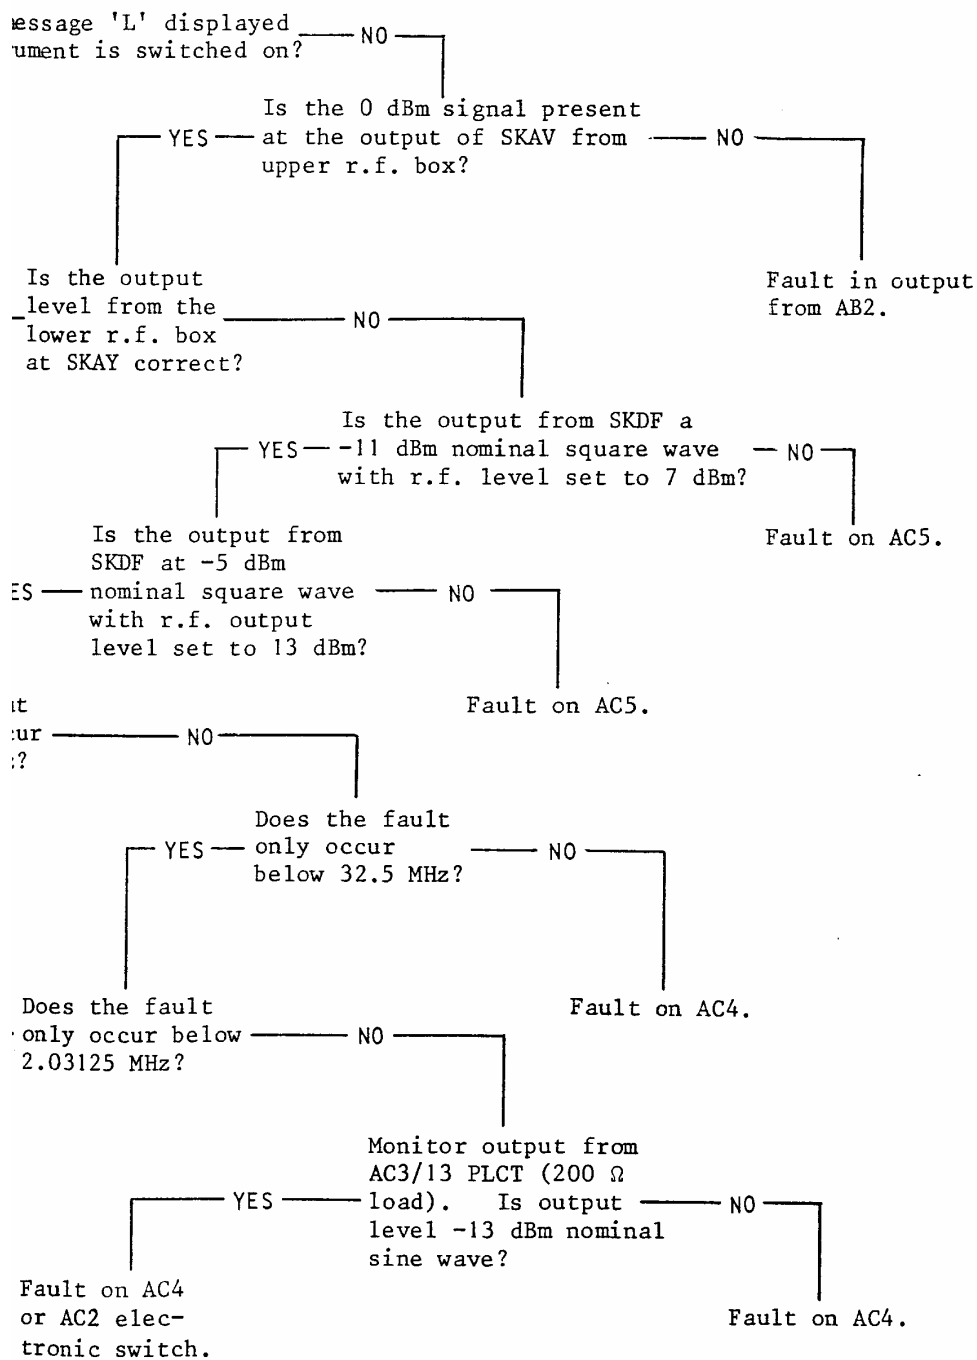 'L' displayed
is switched on?
NO
Is the 0 dBm signal present
YES
at the output of SKAV from
NO
upper r.f. box?
Is the output
level from the
lower r.f. box
at SKAY correct?
NO
Fault in output
from AB2.
Is the output from SKDF a
YES
-11 dBm nominal square wave
NO
with r.f. level set to 7 dBm?
Is the output from
SKDF at -5 dBm
nominal square wave
with r.f. output
level set to 13 dBm?
NO
Fault on AC5.
Fault on AC5.
NO
Does the fault
YES
only occur
NO
below 32.5 MHz?
Does the fault
only occur below
2.03125 MHz?
NO
Fault on AC4.
Monitor output from
AC3/13 PLCT (200 Ω
YES
load). Is output
NO
level -13 dBm nominal
sine wave?
Fault on AC4
or AC2 elec-
tronic switch.
Fault on AC4.